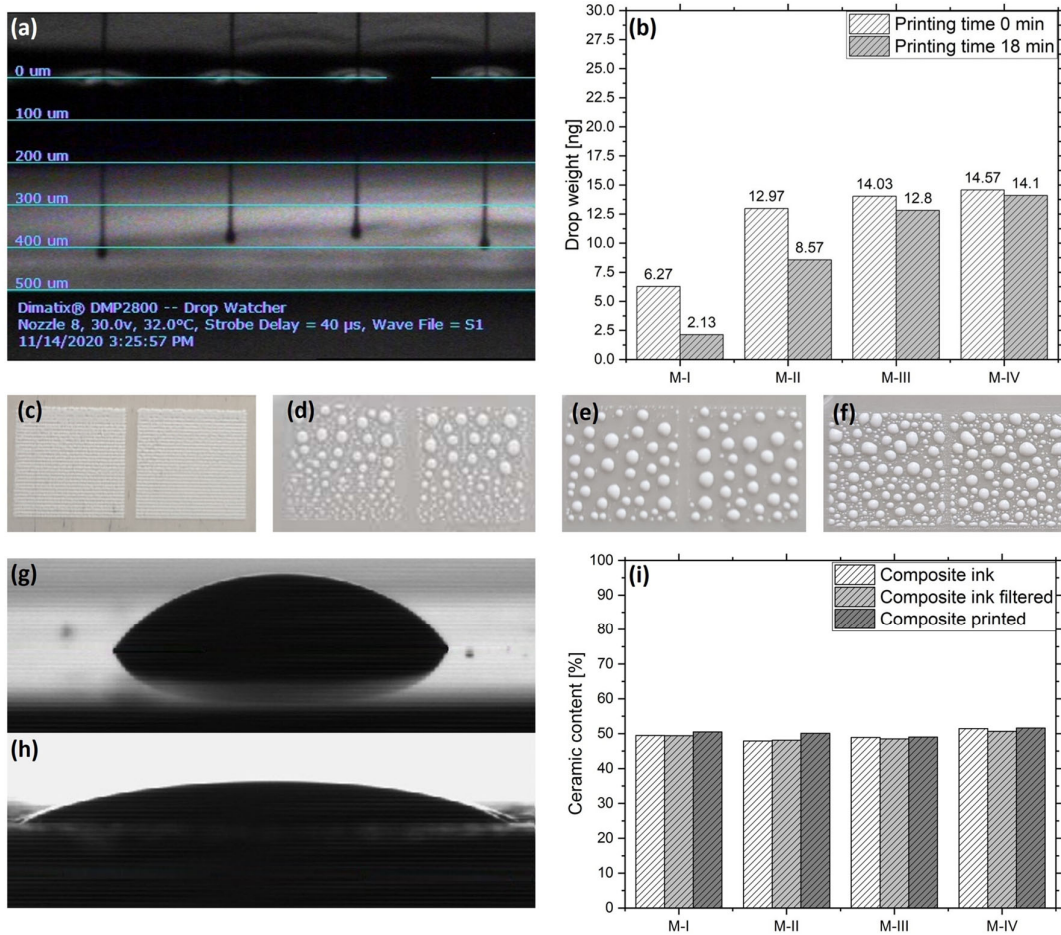 (a)
0 um
100 um
200 um
300 um
400 um
500 um
Dimatix® DMP2800 -- Drop Watcher
Nozzle 8, 30.0v, 32.0°C, Strobe Delay = 40 µs, Wave File = S1
11/14/2020 3:25:57 PM
(b)
Printing time 0 min
Printing time 18 min
Drop weight [ng]
30.0
27.5
25.0
22.5
20.0
17.5
15.0
12.5
10.0
7.5
5.0
2.5
0.0
6.27
2.13
12.97
8.57
14.03
12.8
14.57
14.1
M-I
M-II
M-III
M-IV
(c)
(d)
(e)
(f)
(g)
(h)
(i)
Composite ink
Composite ink filtered
Composite printed
Ceramic content [%]
100
90
80
70
60
50
40
30
20
10
0
M-I
M-II
M-III
M-IV